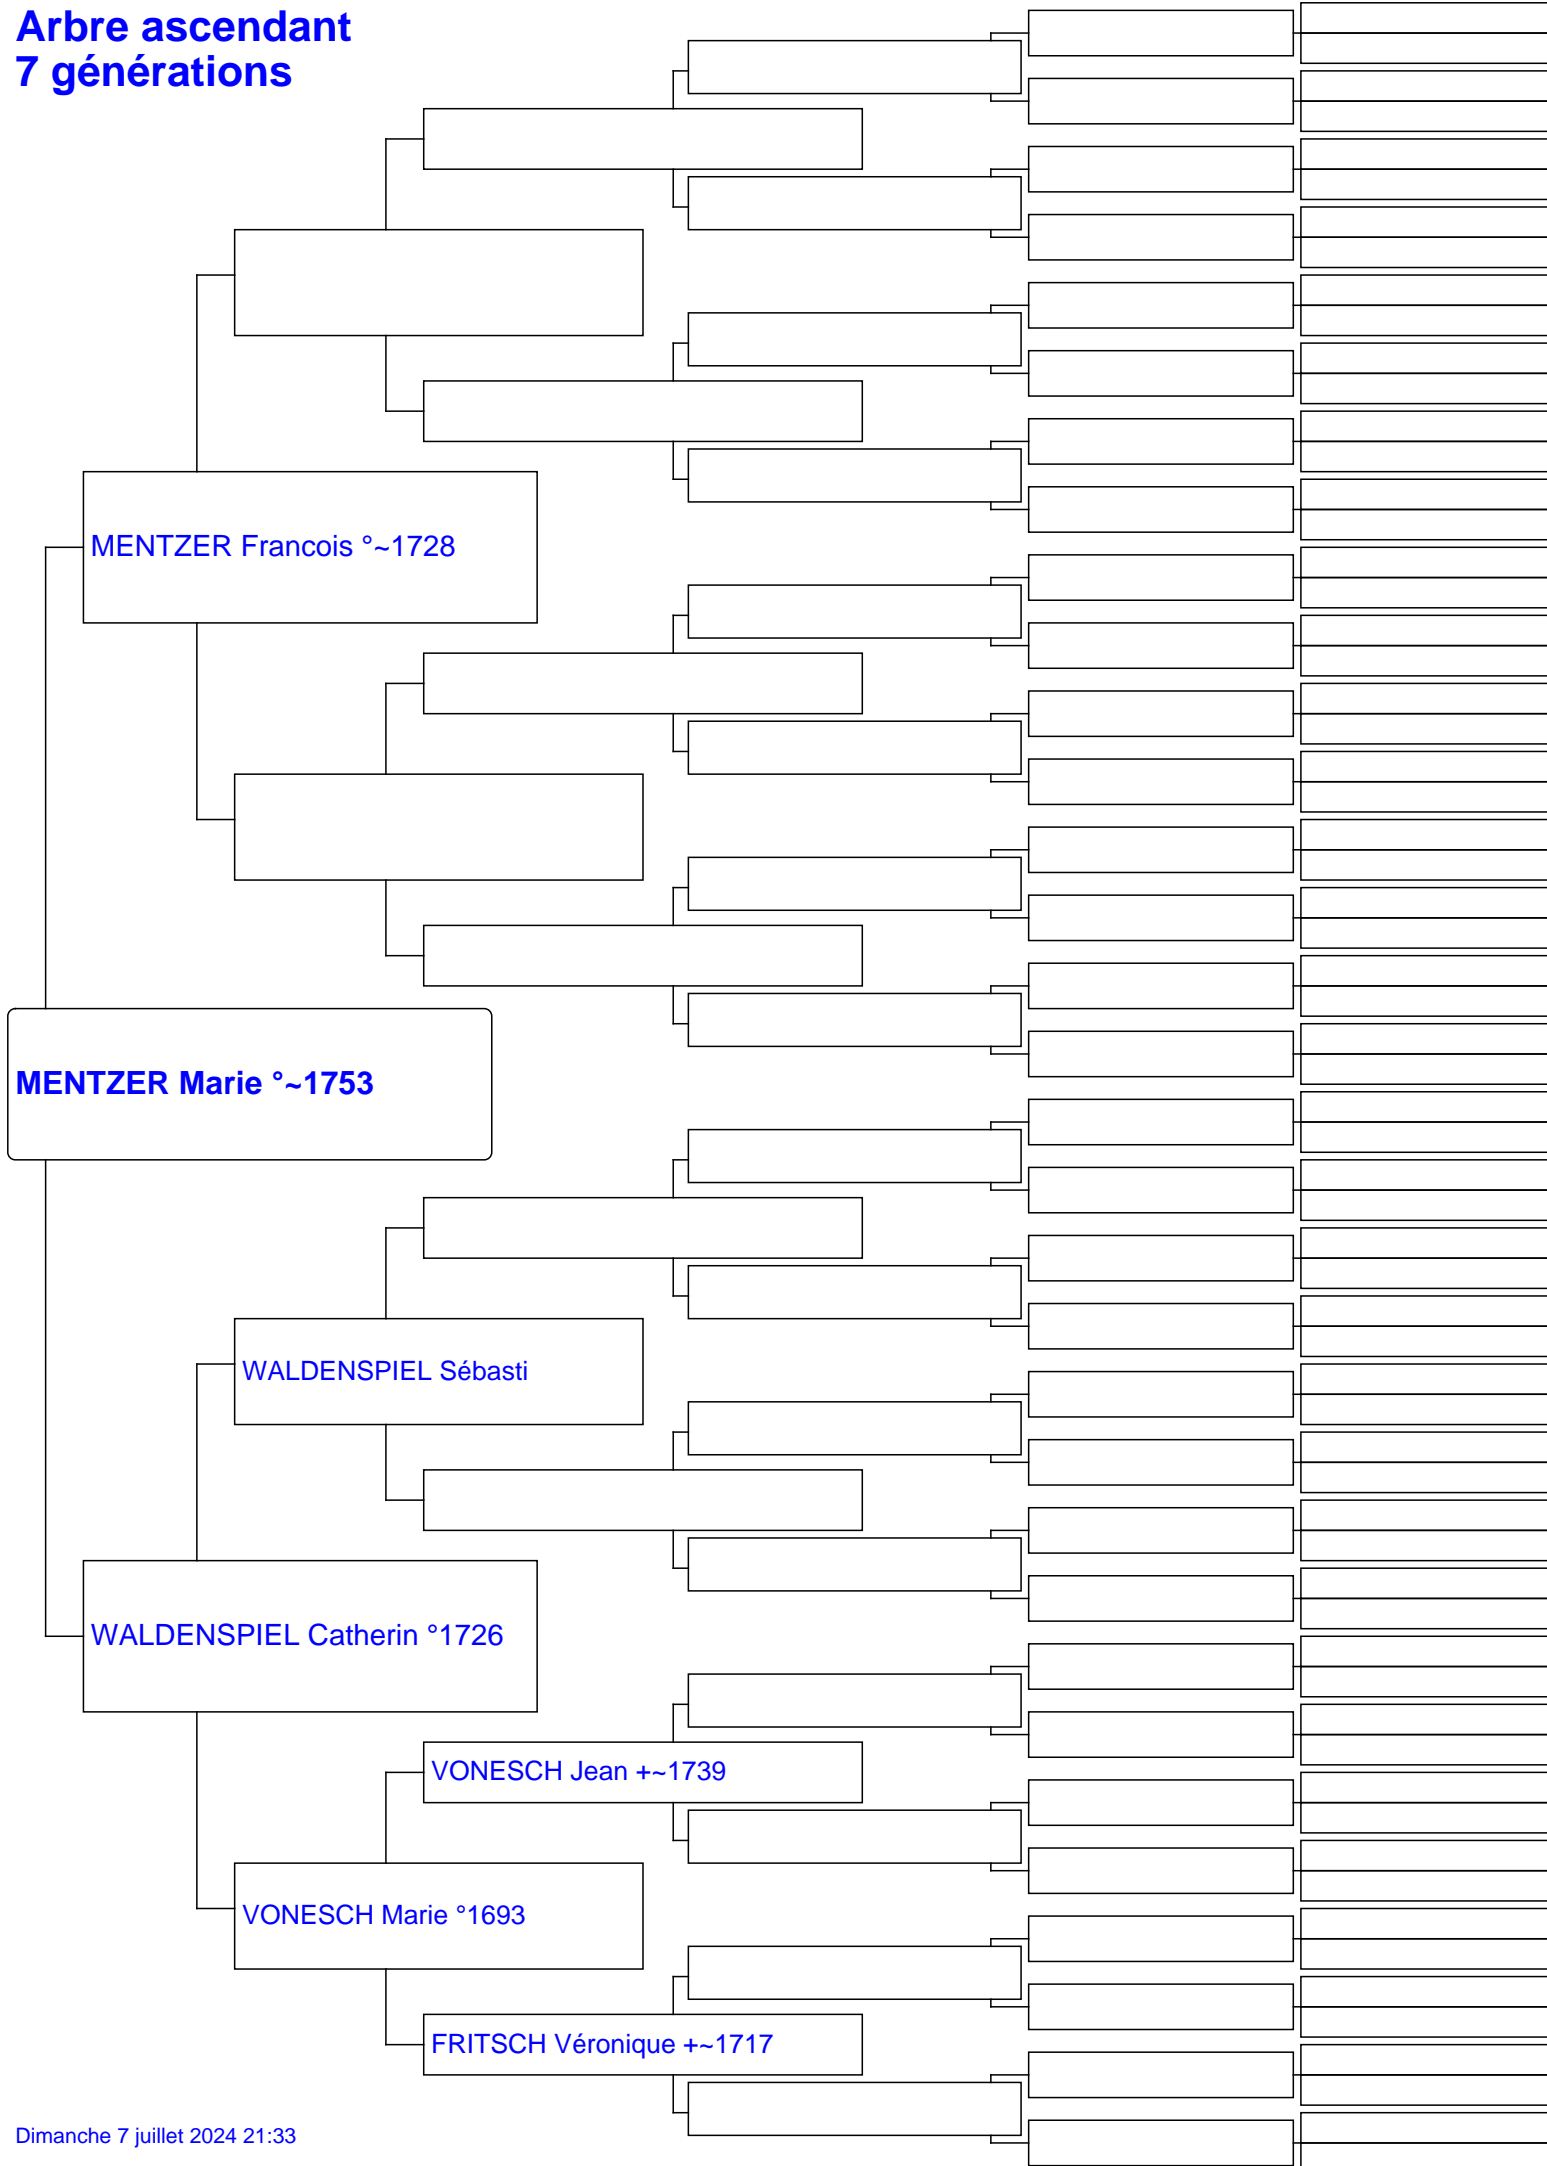 Arbre ascendant
7 générations
MENTZER Francois °~1728
MENTZER Marie °~1753
WALDENSPIEL Sébasti
WALDENSPIEL Catherin °1726
VONESCH Jean +~1739
VONESCH Marie °1693
FRITSCH Véronique +~1717
Dimanche 7 juillet 2024 21:33